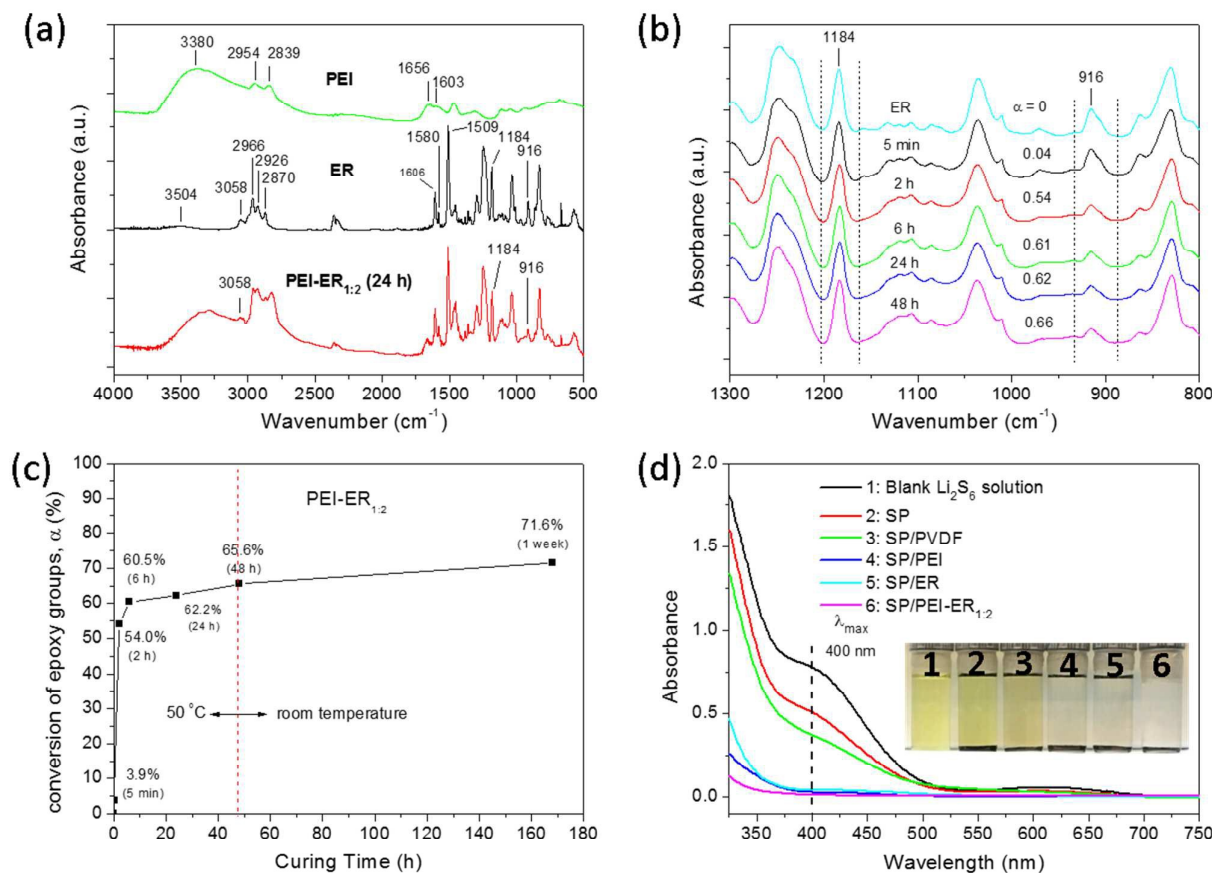 (a)
3380
2954
2839
PEI
1656
1603
1580
1509
1184
916
2966
2926
2870
3058
3504
ER
1606
1184
3058
PEI-ER1:2 (24 h)
916
Absorbance (a.u.)
4000 3500 3000 2500 2000 1500 1000 500
Wavenumber (cm-1)
(b)
1184
916
ER
α = 0
5 min
0.04
2 h
0.54
6 h
0.61
24 h
0.62
48 h
0.66
Absorbance (a.u.)
1300 1200 1100 1000 900 800
Wavenumber (cm-1)
(c)
100
90
80
70
60
50
40
30
20
10
0
conversion of epoxy groups, α (%)
PEI-ER1:2
60.5%
(6 h)
65.6%
(48 h)
71.6%
(1 week)
62.2%
(24 h)
54.0%
(2 h)
50 °C
room temperature
3.9%
(5 min)
0 20 40 60 80 100 120 140 160 180
Curing Time (h)
(d)
2.0
1.5
1.0
0.5
0.0
Absorbance
1: Blank Li2S6 solution
2: SP
3: SP/PVDF
4: SP/PEI
5: SP/ER
6: SP/PEI-ER1:2
λmax
400 nm
1 2 3 4 5 6
350 400 450 500 550 600 650 700 750
Wavelength (nm)